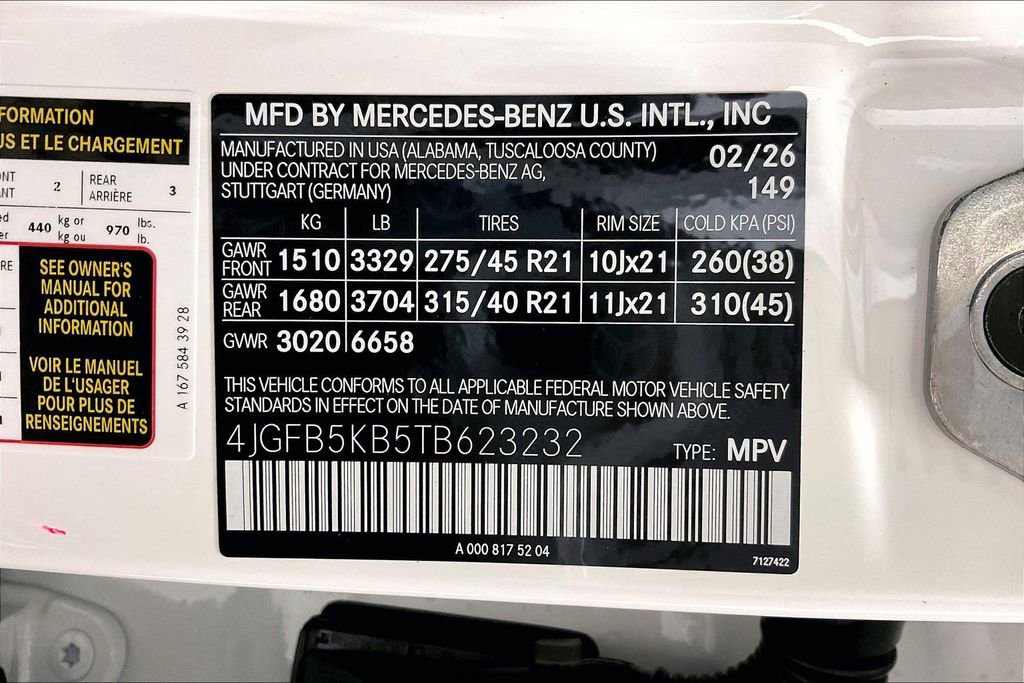 FORMATION
US ET LE CHARGEMENT
2 REAR ARRIÈRE 3
440 kg or kg ou 970 lbs. lb.
SEE OWNER'S
MANUAL FOR
ADDITIONAL
INFORMATION
VOIR LE MANUEL
DE L'USAGER
POUR PLUS DE
RENSEIGNEMENTS
A 167 584 39 28
MFD BY MERCEDES-BENZ U.S. INTL., INC
MANUFACTURED IN USA (ALABAMA, TUSCALOOSA COUNTY) 02/26
UNDER CONTRACT FOR MERCEDES-BENZ AG,
STUTTGART (GERMANY) 149
KG LB TIRES RIM SIZE COLD KPA (PSI)
GAWR FRONT 1510 3329 275/45 R21 10Jx21 260(38)
GAWR REAR 1680 3704 315/40 R21 11Jx21 310(45)
GVWR 3020 6658
THIS VEHICLE CONFORMS TO ALL APPLICABLE FEDERAL MOTOR VEHICLE SAFETY
STANDARDS IN EFFECT ON THE DATE OF MANUFACTURE SHOWN ABOVE.
4JGFB5KB5TB623232 TYPE: MPV
A 000 817 52 04
7127422